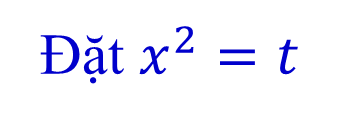 Đặt x² = t